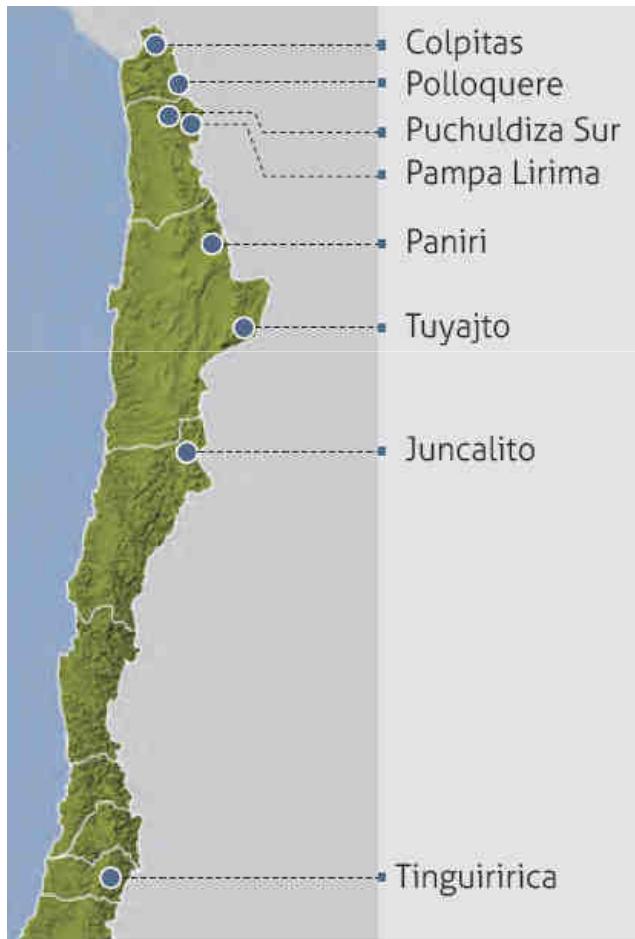 Colpitas
Polloquere
Puchuldiza Sur
Pampa Lirima
Paniri
Tuyajto
Juncalito
Tinguiririca